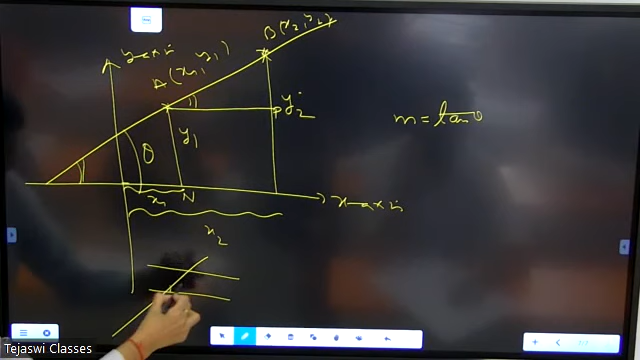 y-axis
B(x₂, y₂)
A(x₁, y₁)
y₂
m = tanθ
y₁
θ
x₁
N
x-axis
x₂
Tejaswi Classes